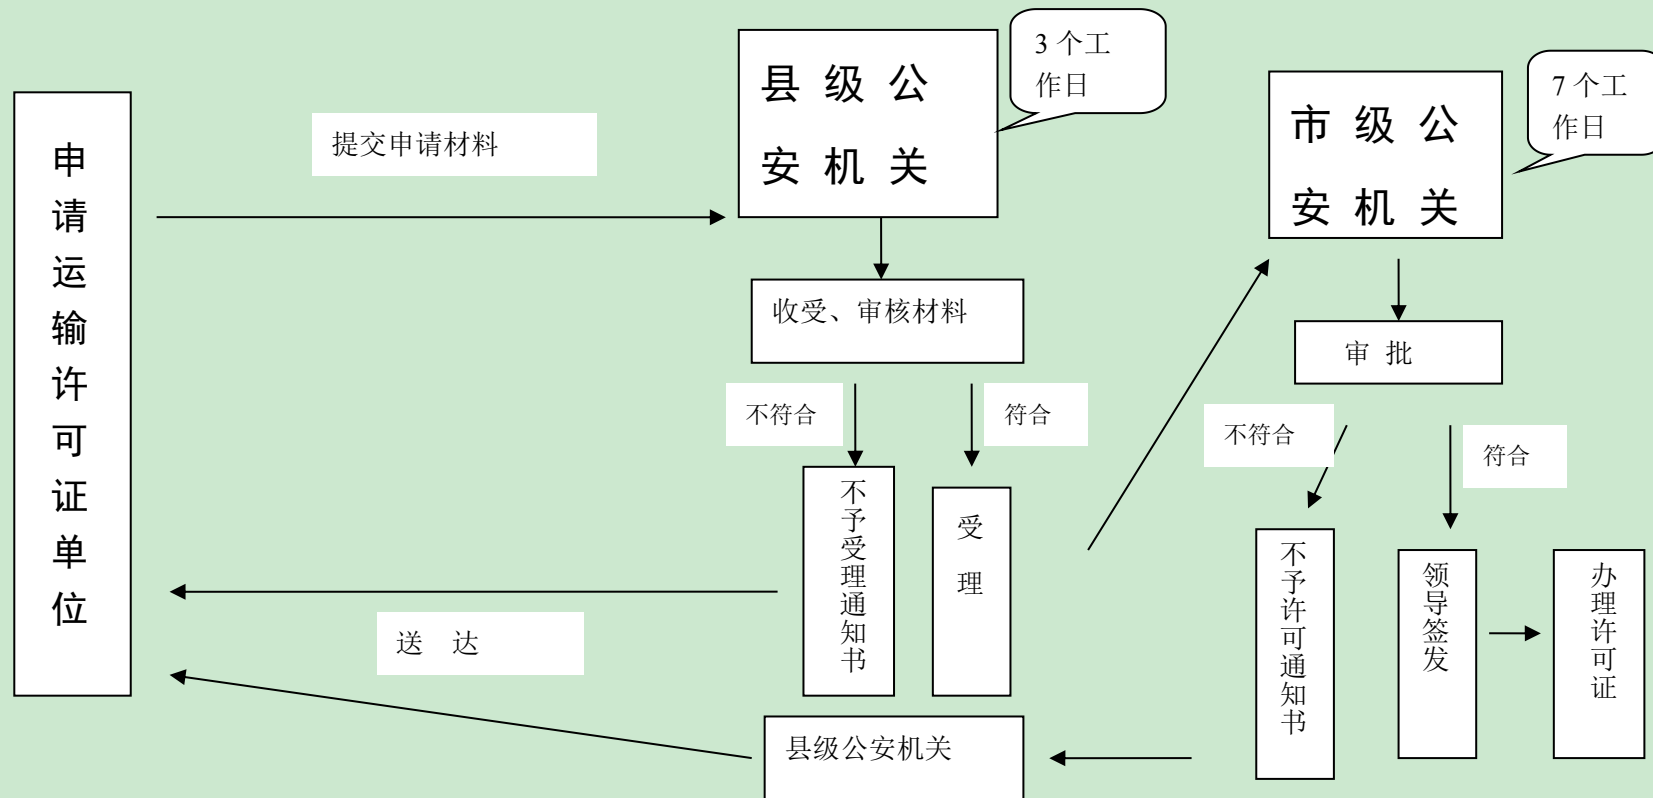 申请运输许可证单位
提交申请材料
县级公
安机关
3个工
作日
收受、审核材料
不符合
符合
不予受理通知书
受理
送 达
县级公安机关
市级公
安机关
7个工
作日
审 批
不符合
符合
不予许可通知书
领导签发
办理许可证